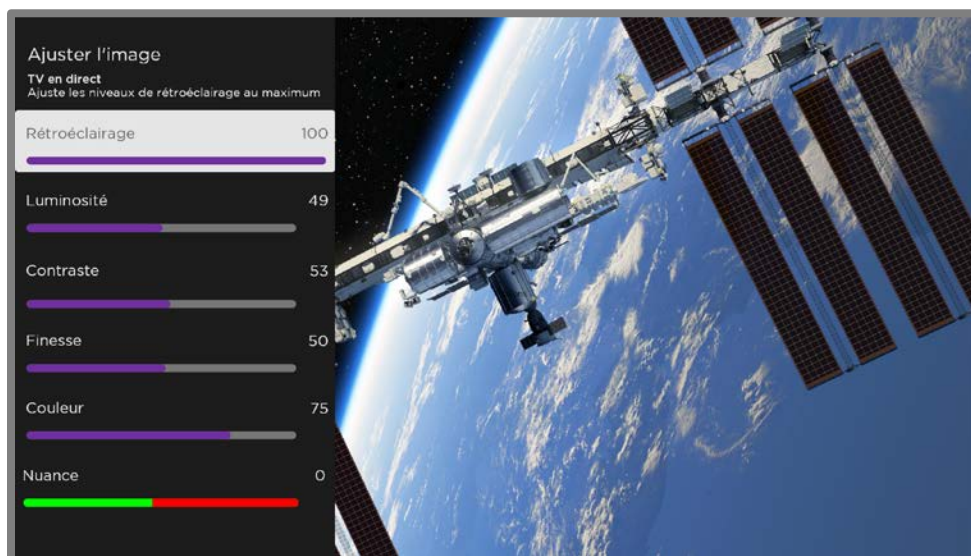 Ajuster l'image
TV en direct
Ajuste les niveaux de rétroéclairage au maximum
Rétroéclairage 100
Luminosité 49
Contraste 53
Finesse 50
Couleur 75
Nuance 0